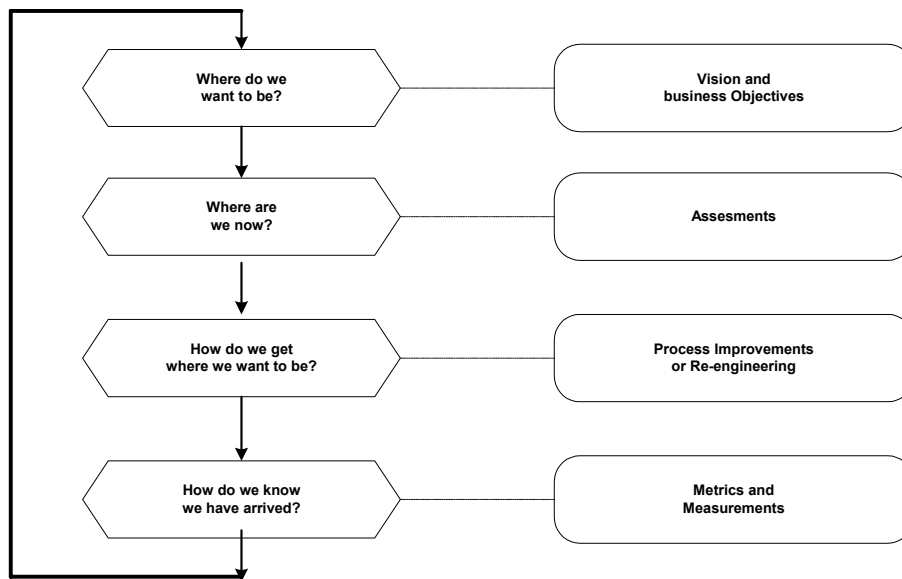 Where do we
want to be?
Vision and
business Objectives
Where are
we now?
Assesments
How do we get
where we want to be?
Process Improvements
or Re-engineering
How do we know
we have arrived?
Metrics and
Measurements